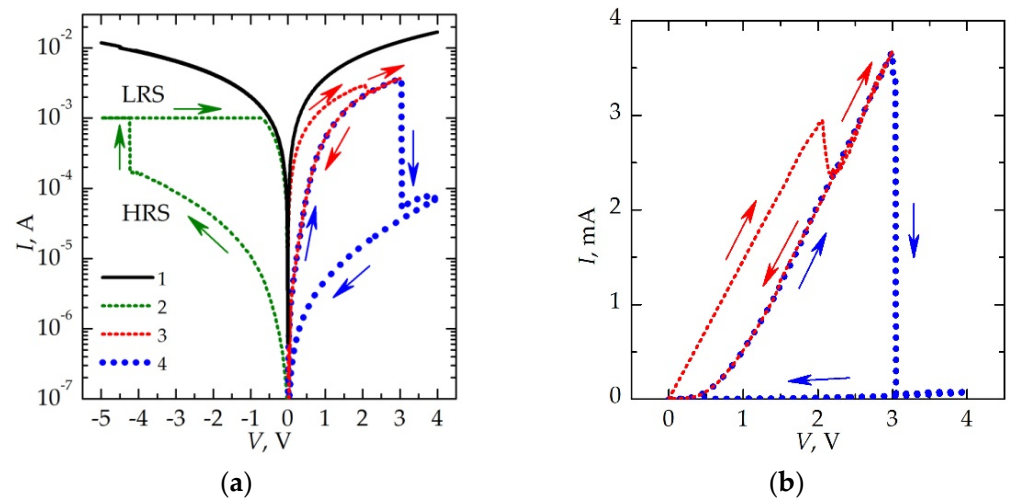 10⁻²
10⁻³
10⁻⁴
10⁻⁵
10⁻⁶
10⁻⁷
I, A
LRS
HRS
1
2
3
4
-5 -4 -3 -2 -1 0 1 2 3 4
V, V
(a)
4
3
2
1
0
I, mA
0 1 2 3 4
V, V
(b)